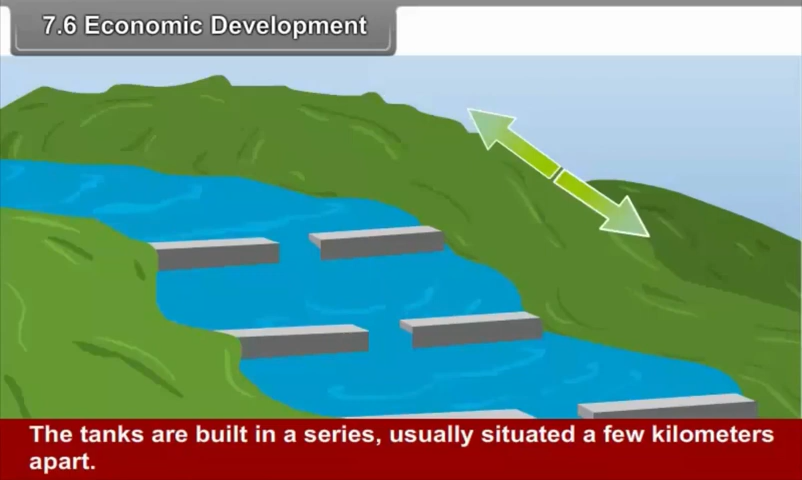 7.6 Economic Development
The tanks are built in a series, usually situated a few kilometers
apart.